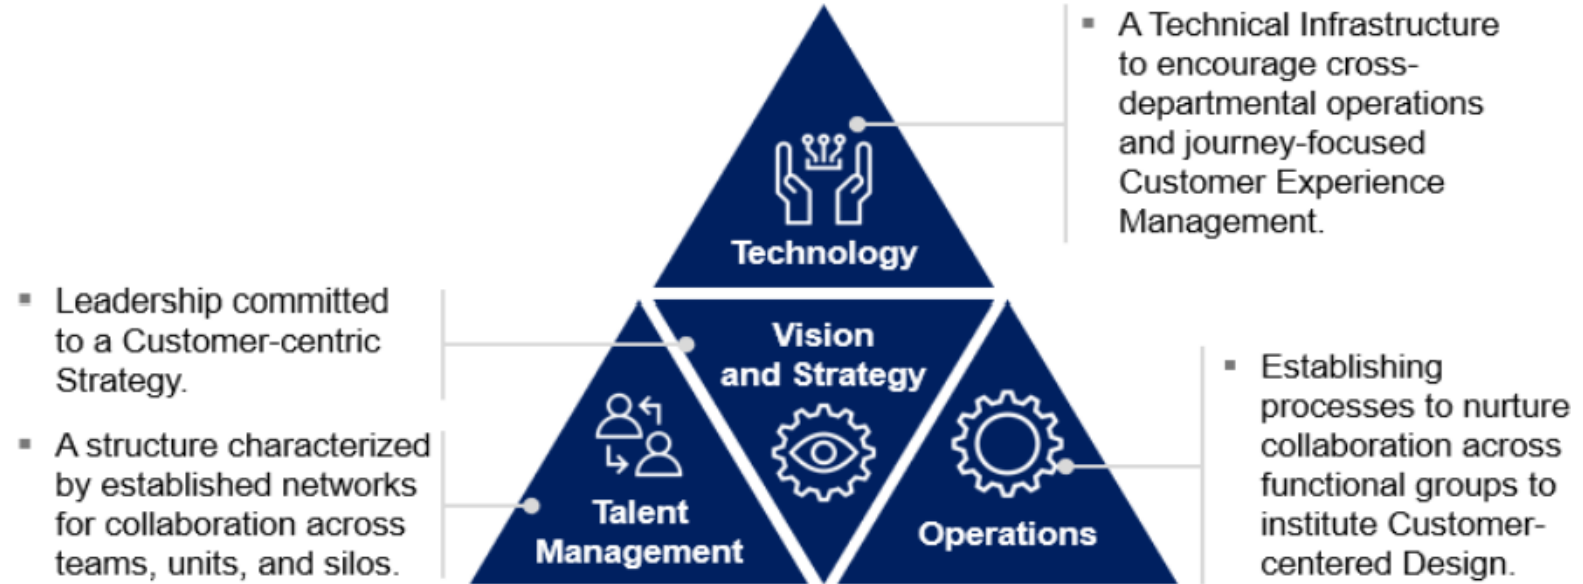 ▪ A Technical Infrastructure
to encourage cross-
departmental operations
and journey-focused
Customer Experience
Management.
Technology
▪ Leadership committed
to a Customer-centric
Strategy.
Vision
and Strategy
▪ A structure characterized
by established networks
for collaboration across
teams, units, and silos.
Talent
Management
Operations
▪ Establishing
processes to nurture
collaboration across
functional groups to
institute Customer-
centered Design.